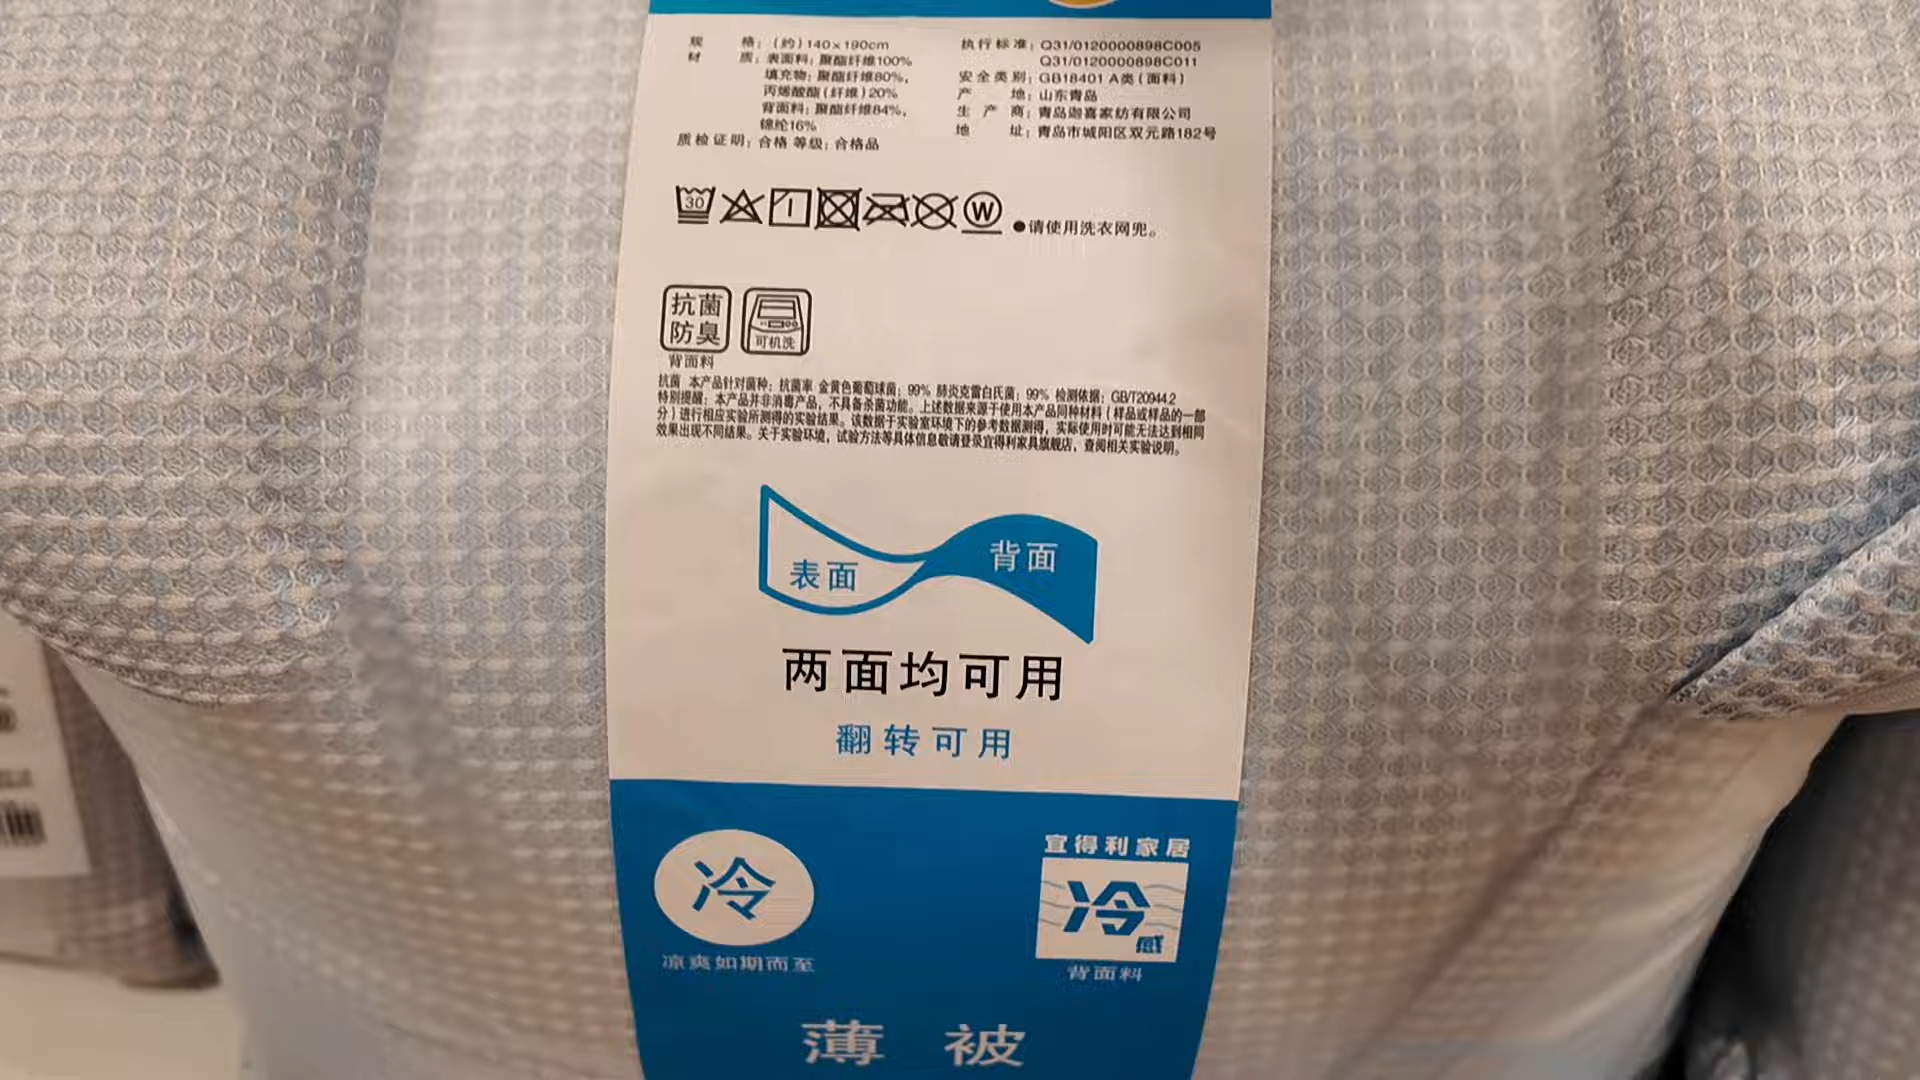 规 格：(约)140×190cm
材 质：表面料：聚酯纤维100%
填充物：聚酯纤维80%，
丙烯酸酯(纤维)20%
背面料：聚酯纤维84%，
锦纶16%
质检证明：合格 等级：合格品
执行标准：Q31/0120000898C005
Q31/0120000898C011
安全类别：GB18401 A类(面料)
产 地：山东青岛
生 产 商：青岛迦喜家纺有限公司
地 址：青岛市城阳区双元路182号
30
W
●请使用洗衣网兜。
抗菌
防臭
可机洗
背面料
抗菌 本产品针对菌种：抗菌率 金黄色葡萄球菌：99% 肺炎克雷白氏菌：99% 检测依据：GB/T20944.2
特别提醒：本产品并非消毒产品，不具备杀菌功能。上述数据来源于使用本产品同种材料(样品或样品的一部
分)进行相应实验所测得的实验结果。该数据于实验室环境下的参考数据测得，实际使用时可能无法达到相同
效果出现不同结果。关于实验环境，试验方法等具体信息敬请登录宜得利家具旗舰店，查阅相关实验说明。
表面
背面
两面均可用
翻转可用
冷
凉爽如期而至
宜得利家居
冷感
背面料
薄 被